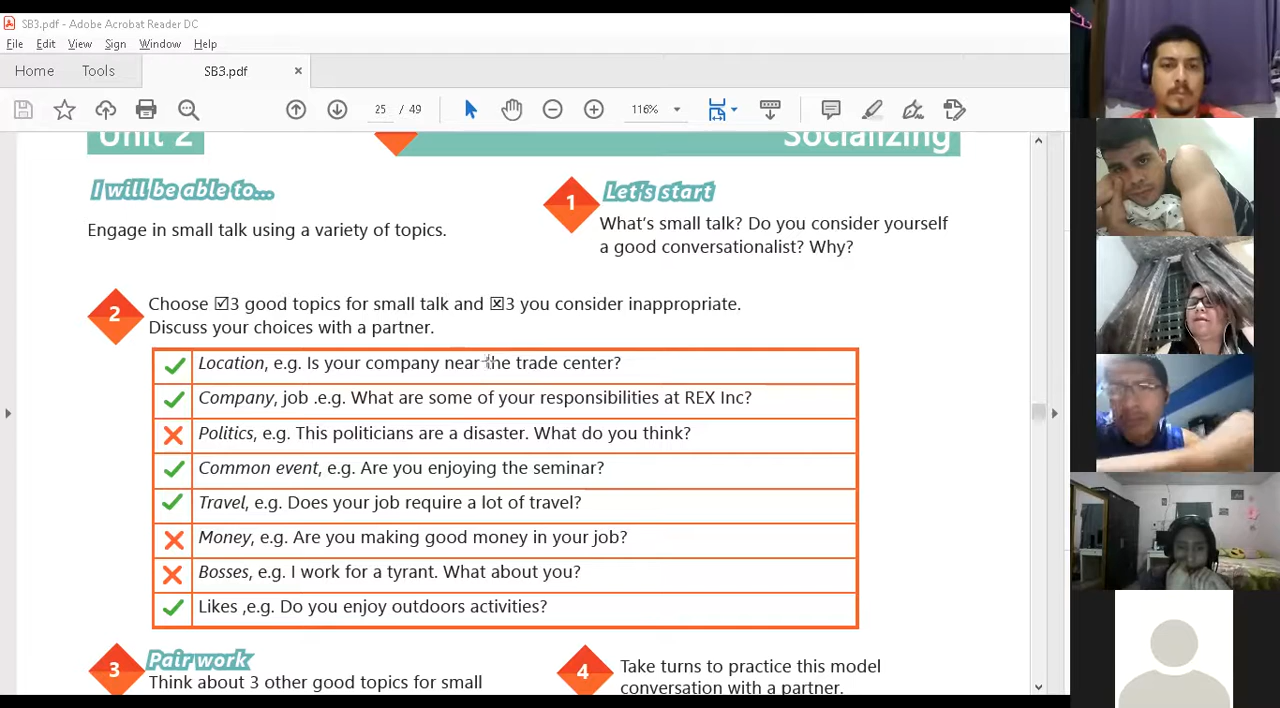 SB3.pdf - Adobe Acrobat Reader DC
File Edit View Sign Window Help
Home Tools SB3.pdf ×
25 / 49 116%
Unit 2 Socializing
I will be able to...
Engage in small talk using a variety of topics.
1 Let's start
What's small talk? Do you consider yourself
a good conversationalist? Why?
2 Choose ☑3 good topics for small talk and ☒3 you consider inappropriate.
Discuss your choices with a partner.
✓ Location, e.g. Is your company near the trade center?
✓ Company, job .e.g. What are some of your responsibilities at REX Inc?
✗ Politics, e.g. This politicians are a disaster. What do you think?
✓ Common event, e.g. Are you enjoying the seminar?
✓ Travel, e.g. Does your job require a lot of travel?
✗ Money, e.g. Are you making good money in your job?
✗ Bosses, e.g. I work for a tyrant. What about you?
✓ Likes ,e.g. Do you enjoy outdoors activities?
3 Pair work
Think about 3 other good topics for small
4 Take turns to practice this model
conversation with a partner.